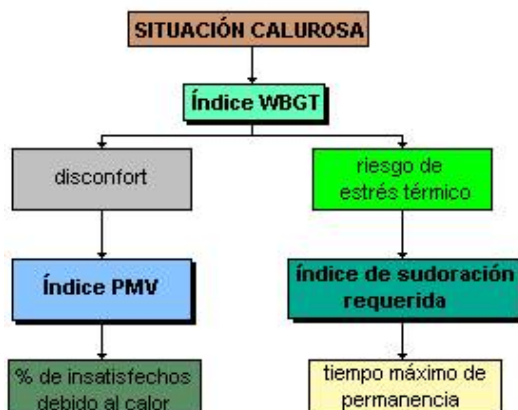 SITUACIÓN CALUROSA
Índice WBGT
disconfort
riesgo de
estrés térmico
Índice PMV
índice de sudoración
requerida
% de insatisfechos
debido al calor
tiempo máximo de
permanencia